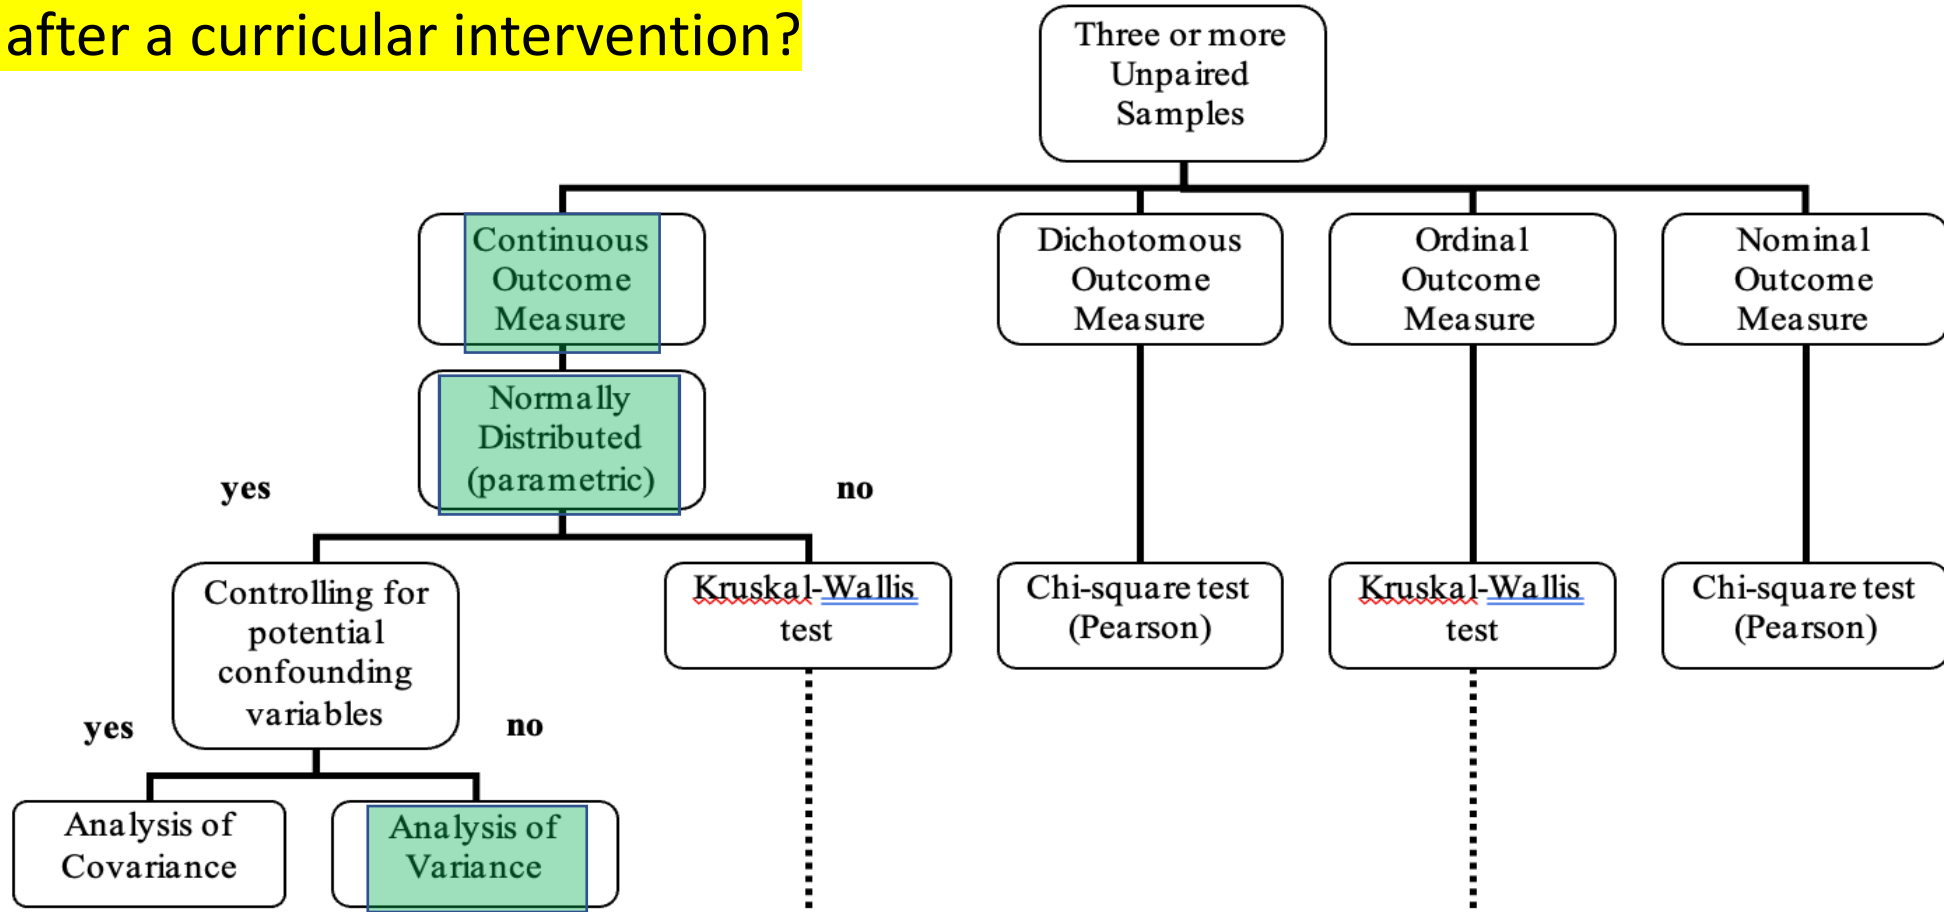 after a curricular intervention?
Three or more
Unpaired
Samples
Continuous
Outcome
Measure
Dichotomous
Outcome
Measure
Ordinal
Outcome
Measure
Nominal
Outcome
Measure
Normally
Distributed
(parametric)
yes
no
Controlling for
potential
confounding
variables
Kruskal-Wallis
test
Chi-square test
(Pearson)
Kruskal-Wallis
test
Chi-square test
(Pearson)
yes
no
Analysis of
Covariance
Analysis of
Variance